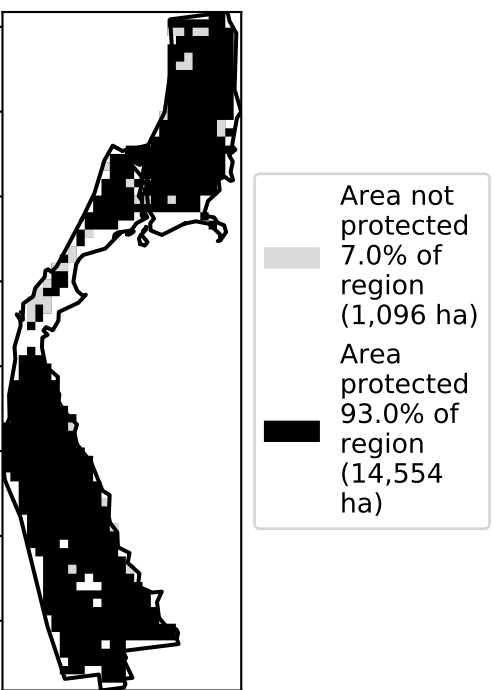 Area not
protected
7.0% of
region
(1,096 ha)
Area
protected
93.0% of
region
(14,554
ha)